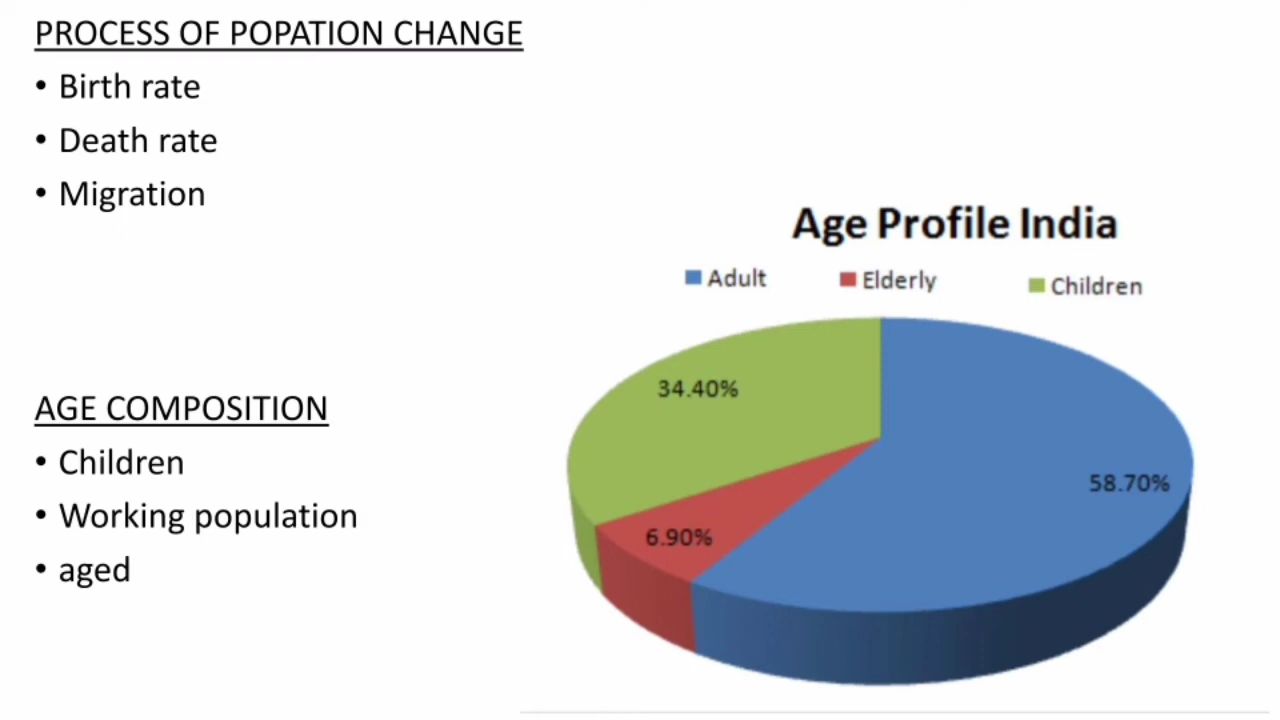 PROCESS OF POPATION CHANGE
• Birth rate
• Death rate
• Migration
AGE COMPOSITION
• Children
• Working population
• aged
Age Profile India
Adult Elderly Children
34.40%
58.70%
6.90%